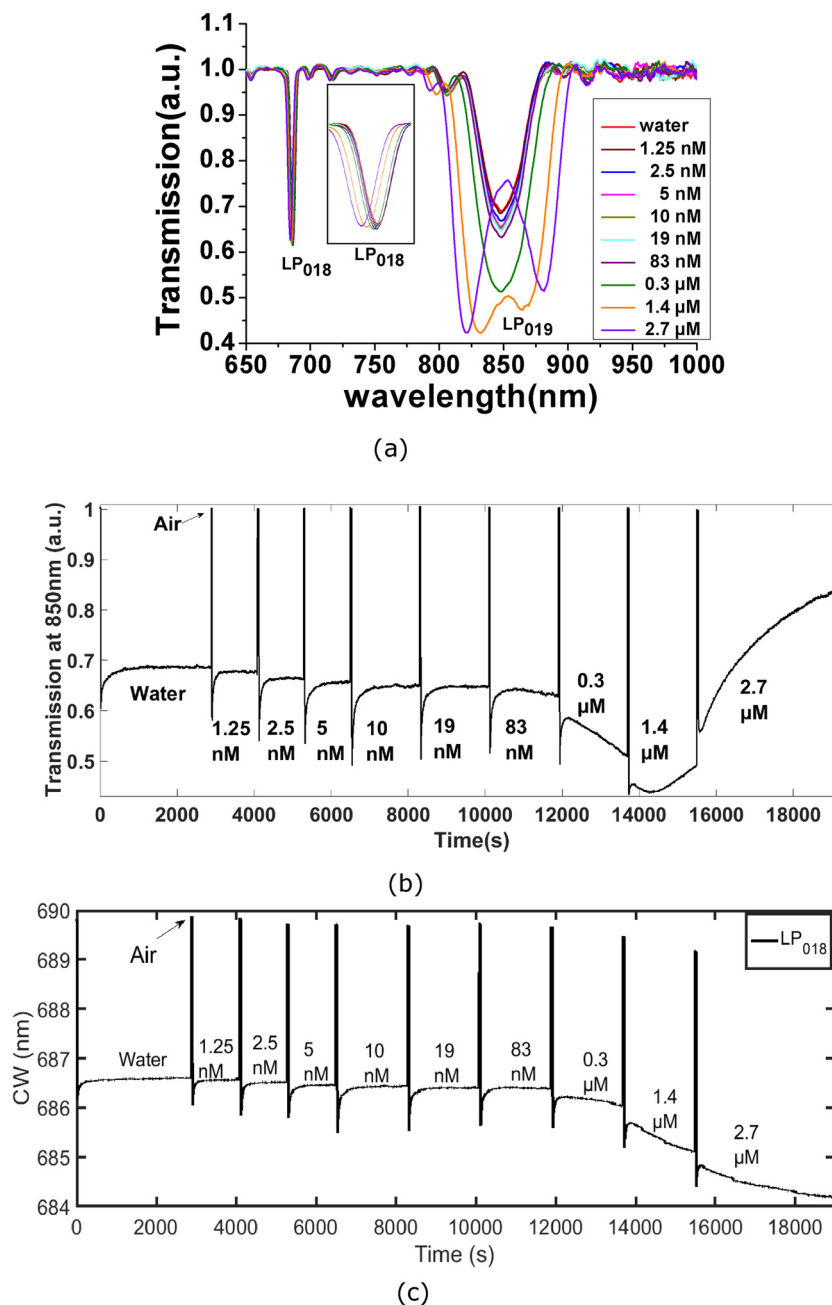 1.1
1.0
0.9
0.8
0.7
0.6
0.5
0.4
Transmission(a.u.)
LP018
LP018
LP019
water
1.25 nM
2.5 nM
5 nM
10 nM
19 nM
83 nM
0.3 µM
1.4 µM
2.7 µM
650 700 750 800 850 900 950 1000
wavelength(nm)
(a)
1
0.9
0.8
0.7
0.6
0.5
Transmission at 850nm (a.u.)
Air
Water
1.25
nM
2.5
nM
5
nM
10
nM
19
nM
83
nM
0.3
µM
1.4
µM
2.7
µM
0 2000 4000 6000 8000 10000 12000 14000 16000 18000
Time(s)
(b)
690
689
688
687
686
685
684
CW (nm)
Air
LP018
Water
1.25
nM
2.5
nM
5
nM
10
nM
19
nM
83
nM
0.3
µM
1.4
µM
2.7
µM
0 2000 4000 6000 8000 10000 12000 14000 16000 18000
Time (s)
(c)